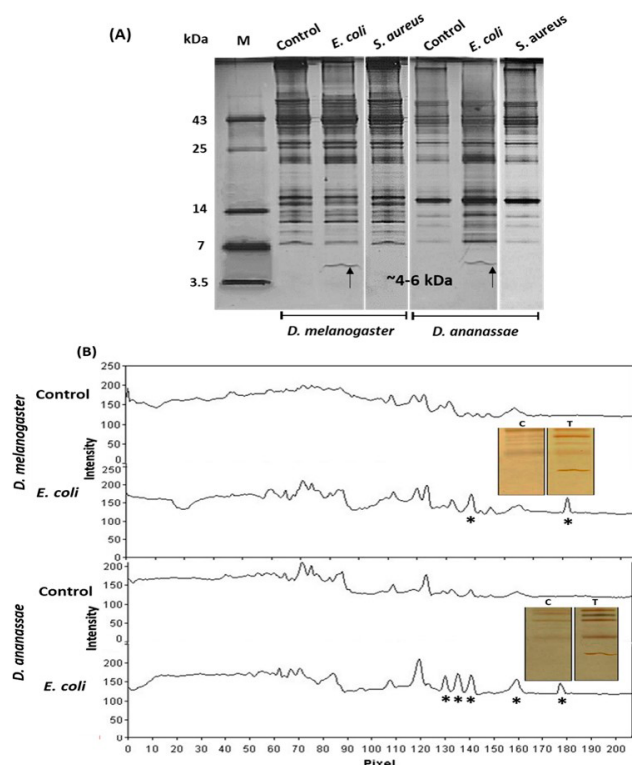 (A)
kDa M Control E. coli S. aureus Control E. coli S. aureus
43
25
14
7
3.5
~4-6 kDa
D. melanogaster D. ananassae
(B)
D. melanogaster
Control
E. coli
Intensity
250
200
150
100
50
0
C T
250
200
150
100
50
0
* *
D. ananassae
Control
E. coli
Intensity
200
150
100
50
0
C T
200
150
100
50
0
* * * * *
0 10 20 30 40 50 60 70 80 90 100 110 120 130 140 150 160 170 180 190 200
Pixel